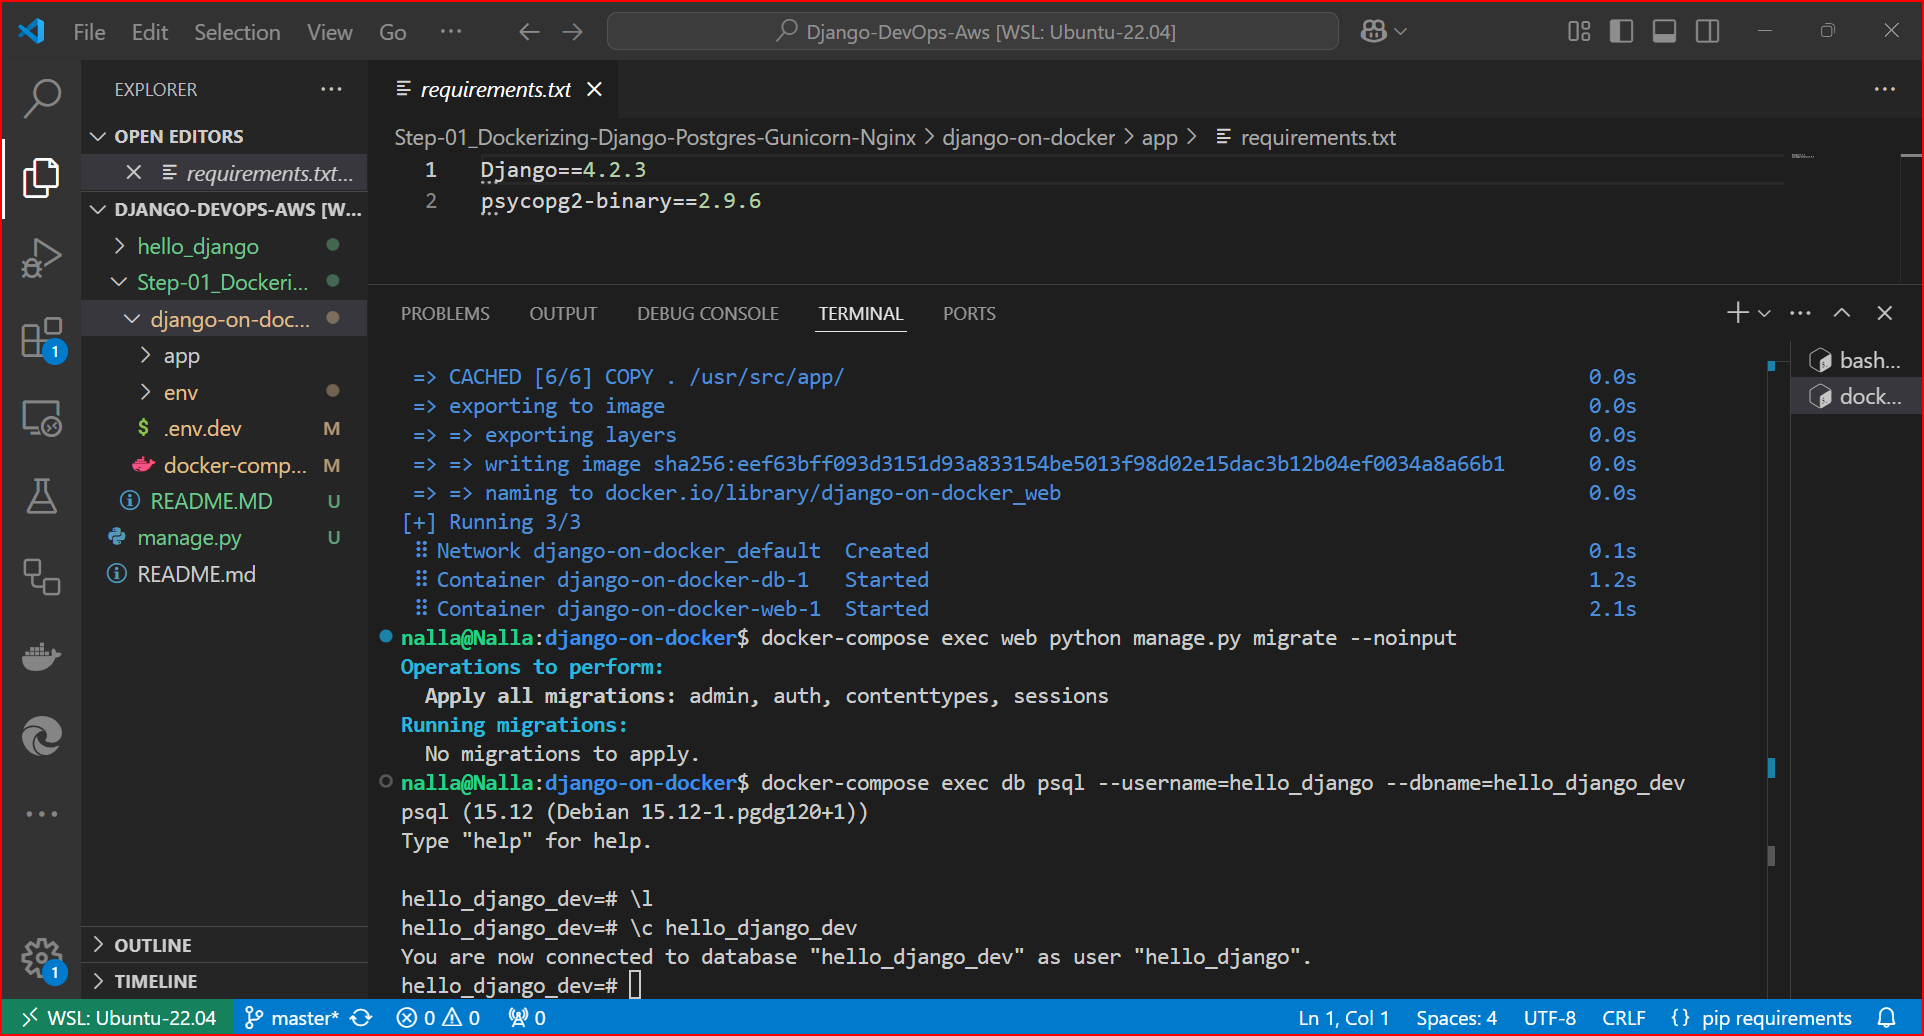 File Edit Selection View Go ··· Django-DevOps-Aws [WSL: Ubuntu-22.04]
EXPLORER
OPEN EDITORS
requirements.txt...
DJANGO-DEVOPS-AWS [W...
hello_django
Step-01_Dockeri...
django-on-doc...
app
env
$ .env.dev M
docker-comp... M
README.MD U
manage.py U
README.md
OUTLINE
TIMELINE
1
1
requirements.txt
Step-01_Dockerizing-Django-Postgres-Gunicorn-Nginx > django-on-docker > app > requirements.txt
1 Django==4.2.3
2 psycopg2-binary==2.9.6
PROBLEMS OUTPUT DEBUG CONSOLE TERMINAL PORTS
bash...
dock...
=> CACHED [6/6] COPY . /usr/src/app/ 0.0s
=> exporting to image 0.0s
=> => exporting layers 0.0s
=> => writing image sha256:eef63bff093d3151d93a833154be5013f98d02e15dac3b12b04ef0034a8a66b1 0.0s
=> => naming to docker.io/library/django-on-docker_web 0.0s
[+] Running 3/3
⠿ Network django-on-docker_default Created 0.1s
⠿ Container django-on-docker-db-1 Started 1.2s
⠿ Container django-on-docker-web-1 Started 2.1s
nalla@Nalla:django-on-docker$ docker-compose exec web python manage.py migrate --noinput
Operations to perform:
Apply all migrations: admin, auth, contenttypes, sessions
Running migrations:
No migrations to apply.
nalla@Nalla:django-on-docker$ docker-compose exec db psql --username=hello_django --dbname=hello_django_dev
psql (15.12 (Debian 15.12-1.pgdg120+1))
Type "help" for help.
hello_django_dev=# \l
hello_django_dev=# \c hello_django_dev
You are now connected to database "hello_django_dev" as user "hello_django".
hello_django_dev=#
WSL: Ubuntu-22.04 master* 0 0 0 Ln 1, Col 1 Spaces: 4 UTF-8 CRLF {} pip requirements